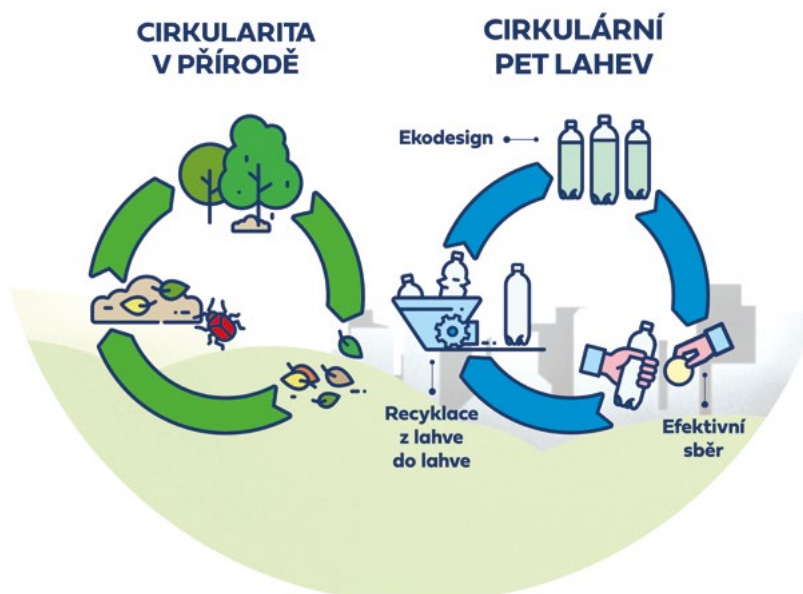 CIRKULARITA
V PŘÍRODĚ
CIRKULÁRNÍ
PET LAHEV
Ekodesign
Recyklace
z lahve
do lahve
Efektivní
sběr